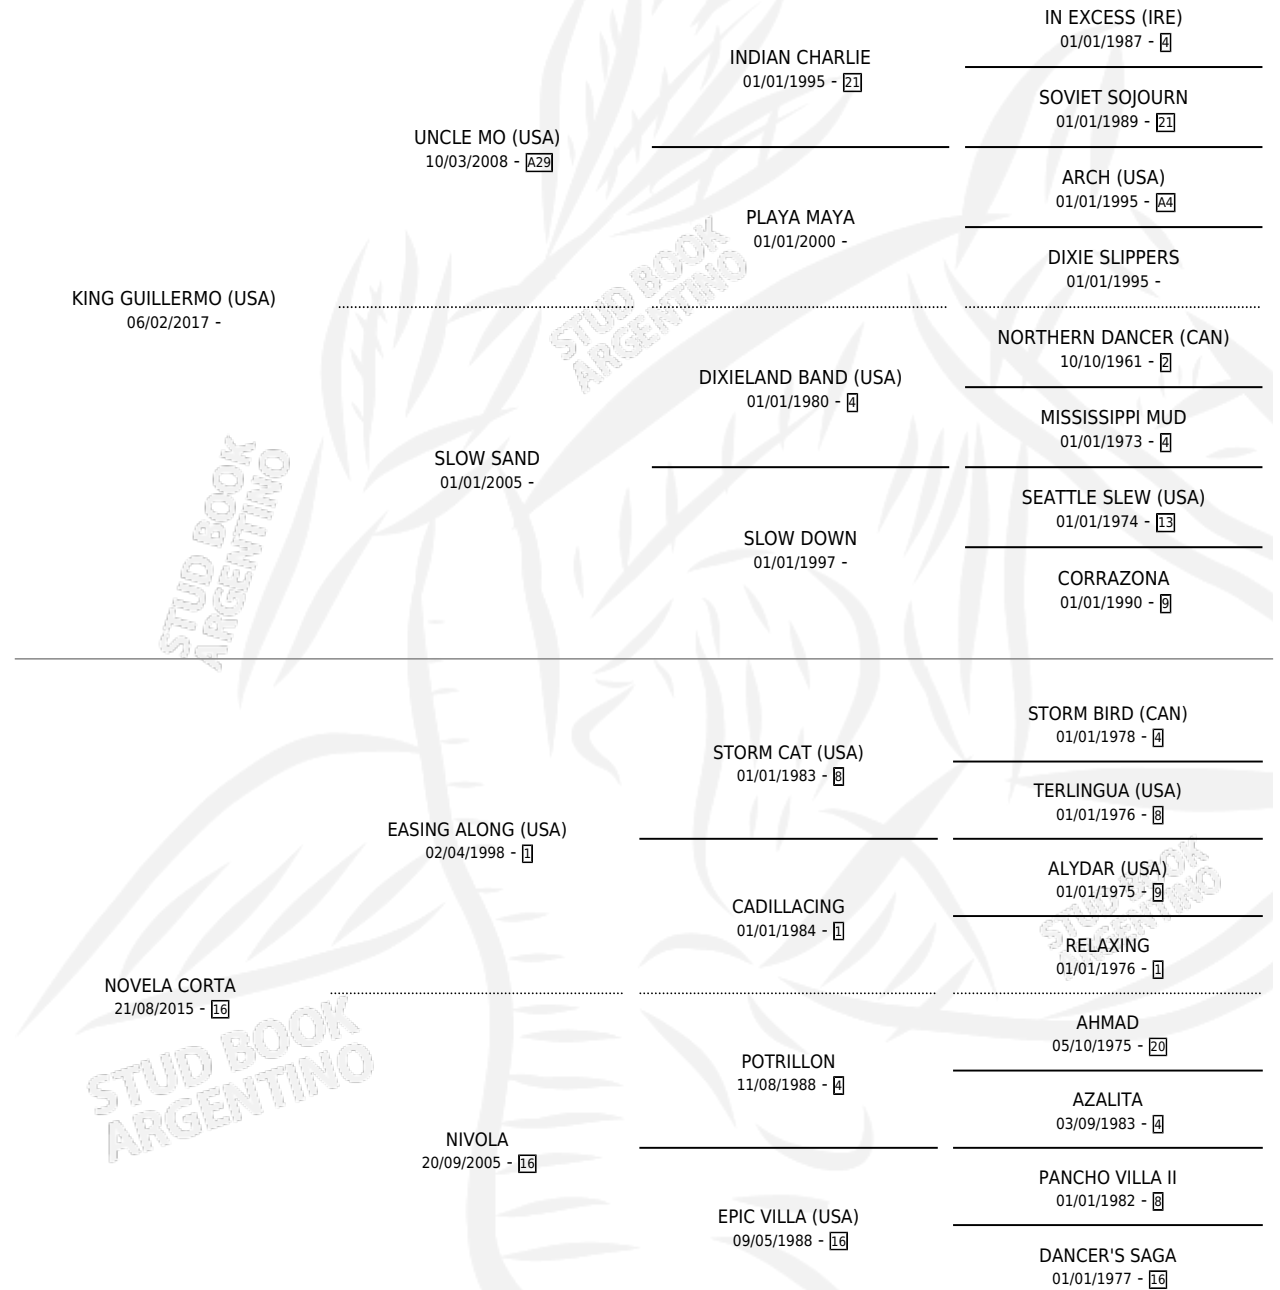 IN EXCESS (IRE)
01/01/1987 - 4
INDIAN CHARLIE
01/01/1995 - 21
SOVIET SOJOURN
01/01/1989 - 21
UNCLE MO (USA)
10/03/2008 - A29
ARCH (USA)
01/01/1995 - A4
PLAYA MAYA
01/01/2000 -
DIXIE SLIPPERS
01/01/1995 -
KING GUILLERMO (USA)
06/02/2017 -
NORTHERN DANCER (CAN)
10/10/1961 - 2
DIXIELAND BAND (USA)
01/01/1980 - 4
MISSISSIPPI MUD
01/01/1973 - 4
SLOW SAND
01/01/2005 -
SEATTLE SLEW (USA)
01/01/1974 - 13
SLOW DOWN
01/01/1997 -
CORRAZONA
01/01/1990 - 9
STORM BIRD (CAN)
01/01/1978 - 4
STORM CAT (USA)
01/01/1983 - 8
TERLINGUA (USA)
01/01/1976 - 8
EASING ALONG (USA)
02/04/1998 - 1
ALYDAR (USA)
01/01/1975 - 9
CADILLACING
01/01/1984 - 1
RELAXING
01/01/1976 - 1
NOVELA CORTA
21/08/2015 - 16
AHMAD
05/10/1975 - 20
POTRILLON
11/08/1988 - 4
AZALITA
03/09/1983 - 4
NIVOLA
20/09/2005 - 16
PANCHO VILLA II
01/01/1982 - 8
EPIC VILLA (USA)
09/05/1988 - 16
DANCER'S SAGA
01/01/1977 - 16
STUD BOOK
ARGENTINO
STUD BOOK
ARGENTINO
STUD BOOK
ARGENTINO
STUD BOOK
ARGENTINO